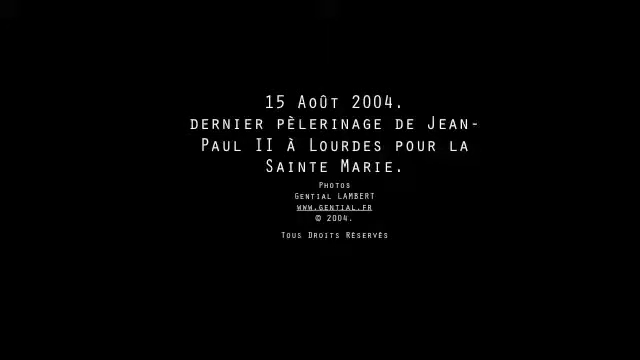 15 Août 2004.
dernier pèlerinage de Jean-
Paul II à Lourdes pour la
Sainte Marie.
Photos
Gential LAMBERT
www.gential.fr
© 2004.
Tous Droits Réservés